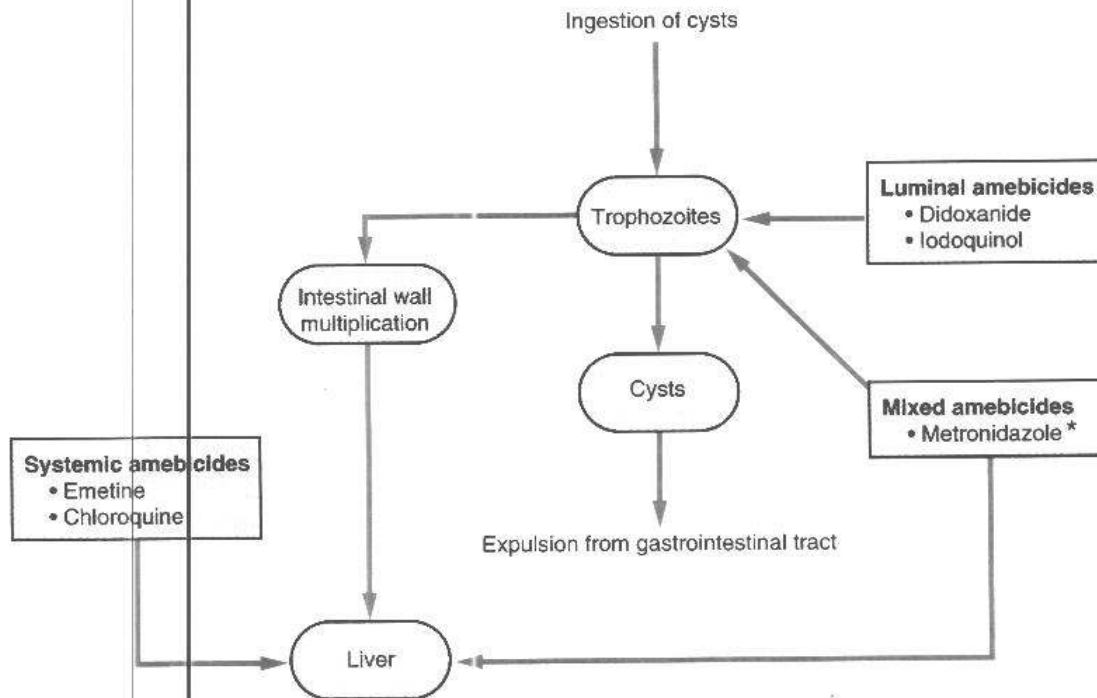 Ingestion of cysts
Trophozoites
Luminal amebicides
• Didoxanide
• Iodoquinol
Intestinal wall
multiplication
Cysts
Mixed amebicides
• Metronidazole*
Systemic amebicides
• Emetine
• Chloroquine
Expulsion from gastrointestinal tract
Liver